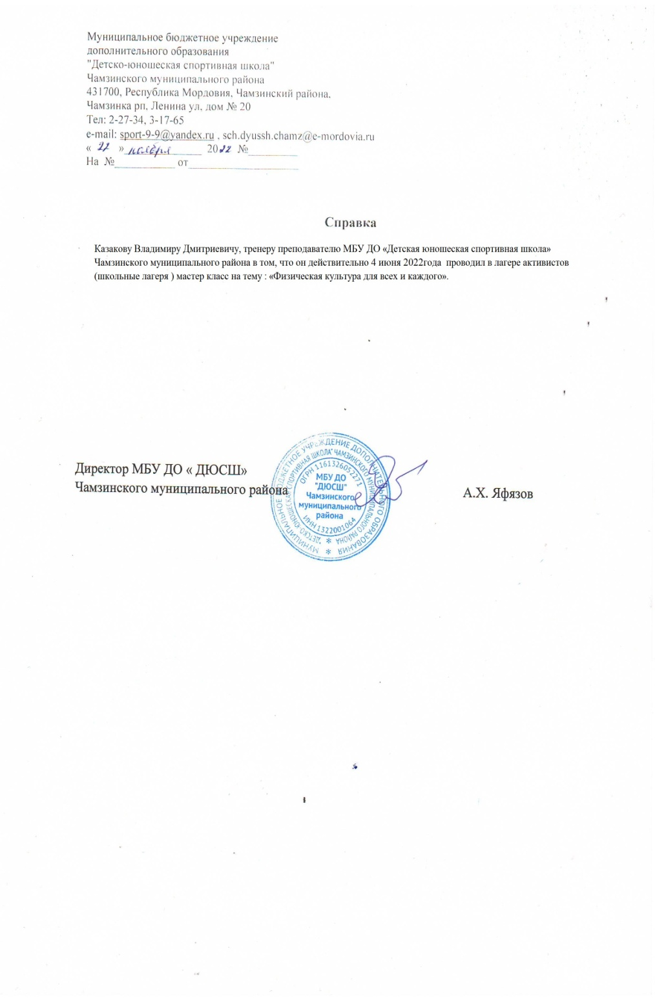 Муниципальное бюджетное учреждение
дополнительного образования
"Детско-юношеская спортивная школа"
Чамзинского муниципального района
431700, Республика Мордовия, Чамзинский района,
Чамзинка рп, Ленина ул, дом № 20
Тел: 2-27-34, 3-17-65
e-mail: sport-9-9@yandex.ru , sch.dyussh.chamz@e-mordovia.ru
« 22 » ноября 2022 №__________
На №____________ от______________________
Справка
Казакову Владимиру Дмитриевичу, тренеру преподавателю МБУ ДО «Детская юношеская спортивная школа»
Чамзинского муниципального района в том, что он действительно 4 июня 2022года проводил в лагере активистов
(школьные лагеря ) мастер класс на тему : «Физическая культура для всех и каждого».
Директор МБУ ДО « ДЮСШ»
Чамзинского муниципального района
А.Х. Яфязов
МУНИЦИПАЛЬНОЕ БЮДЖЕТНОЕ УЧРЕЖДЕНИЕ ДОПОЛНИТЕЛЬНОГО ОБРАЗОВАНИЯ *
"ДЕТСКО-ЮНОШЕСКАЯ СПОРТИВНАЯ ШКОЛА" ЧАМЗИНСКОГО МУНИЦИПАЛЬНОГО РАЙОНА *
ОГРН 1161326052271
МБУ ДО
"ДЮСШ"
Чамзинского
муниципального
района
ИНН 1322001064